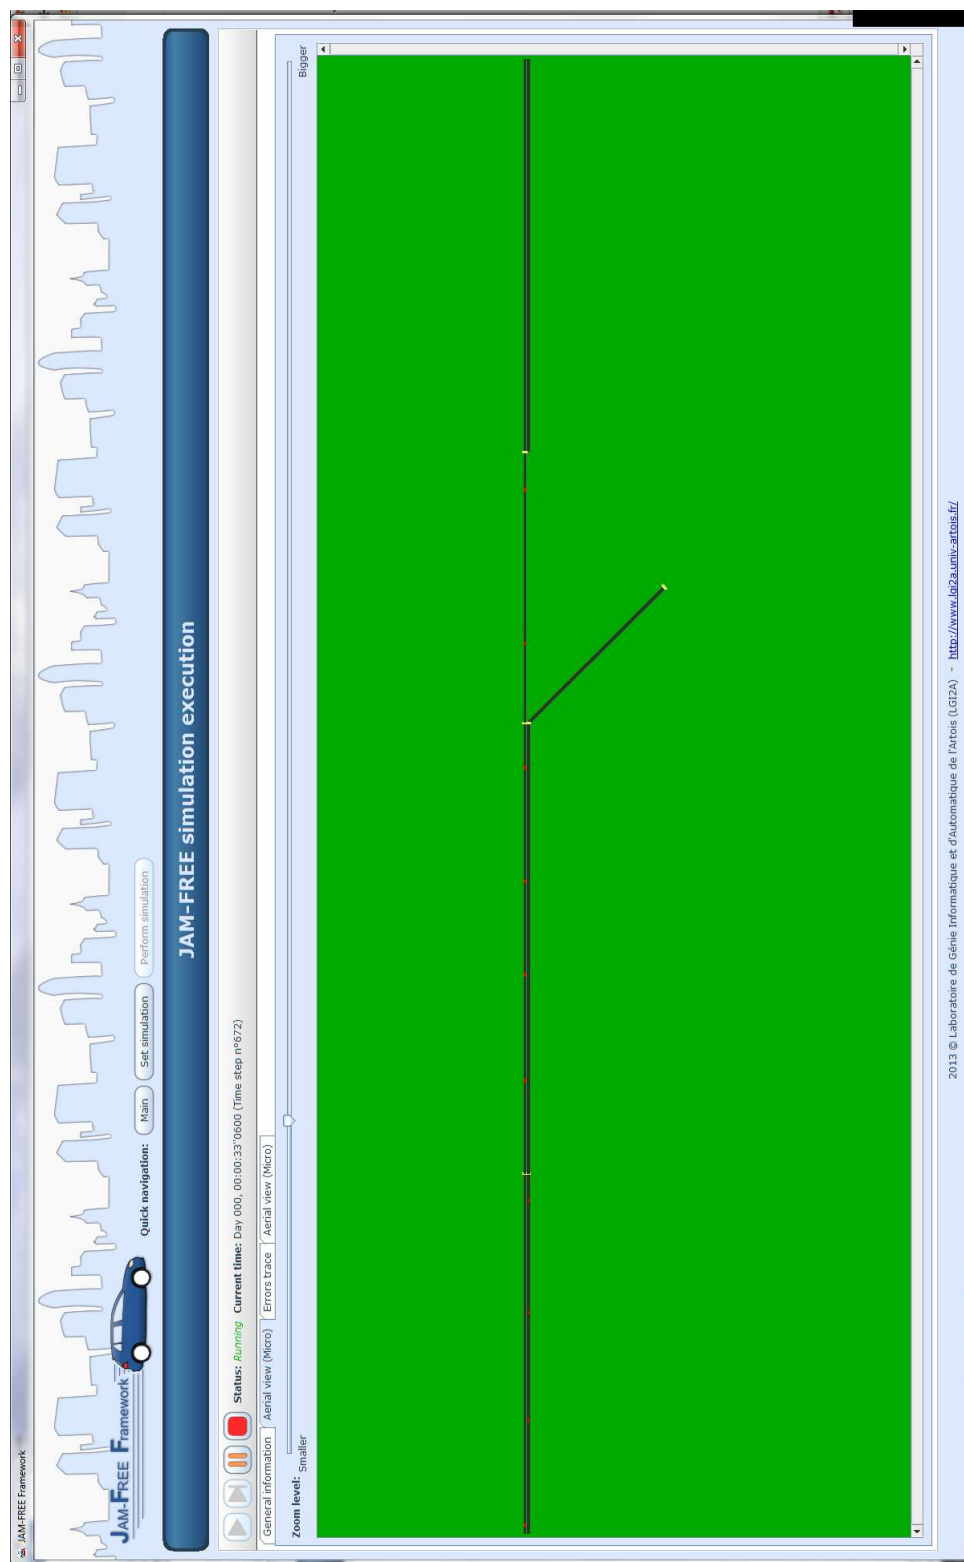 JAM-FREE Framework
JAM-FREE FRAMEWORK
Quick navigation: Main Set simulation Perform simulation
JAM-FREE simulation execution
Status: Running Current time: Day 000, 00:00:33"0600 (Time step n°672)
General information Aerial view (Micro) Errors trace Aerial view (Micro)
Zoom level:
Smaller Bigger
2013 © Laboratoire de Génie Informatique et d'Automatique de l'Artois (LGI2A) - http://www.lgi2a.univ-artois.fr/